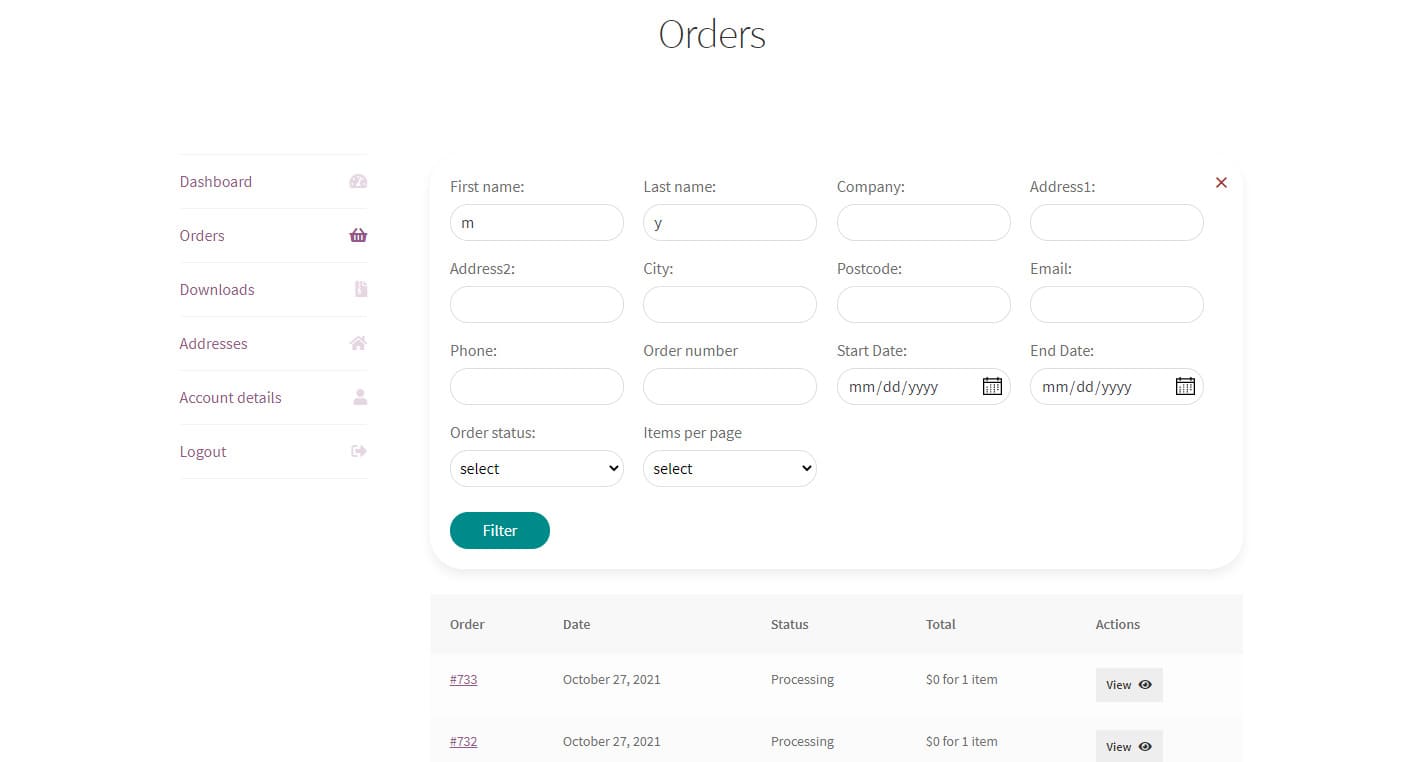 Orders
Dashboard
Orders
Downloads
Addresses
Account details
Logout
First name: Last name: Company: Address1:
m y
Address2: City: Postcode: Email:
Phone: Order number Start Date: End Date:
mm/dd/yyyy mm/dd/yyyy
Order status: Items per page
select select
Filter
Order Date Status Total Actions
#733 October 27, 2021 Processing $0 for 1 item View
#732 October 27, 2021 Processing $0 for 1 item View